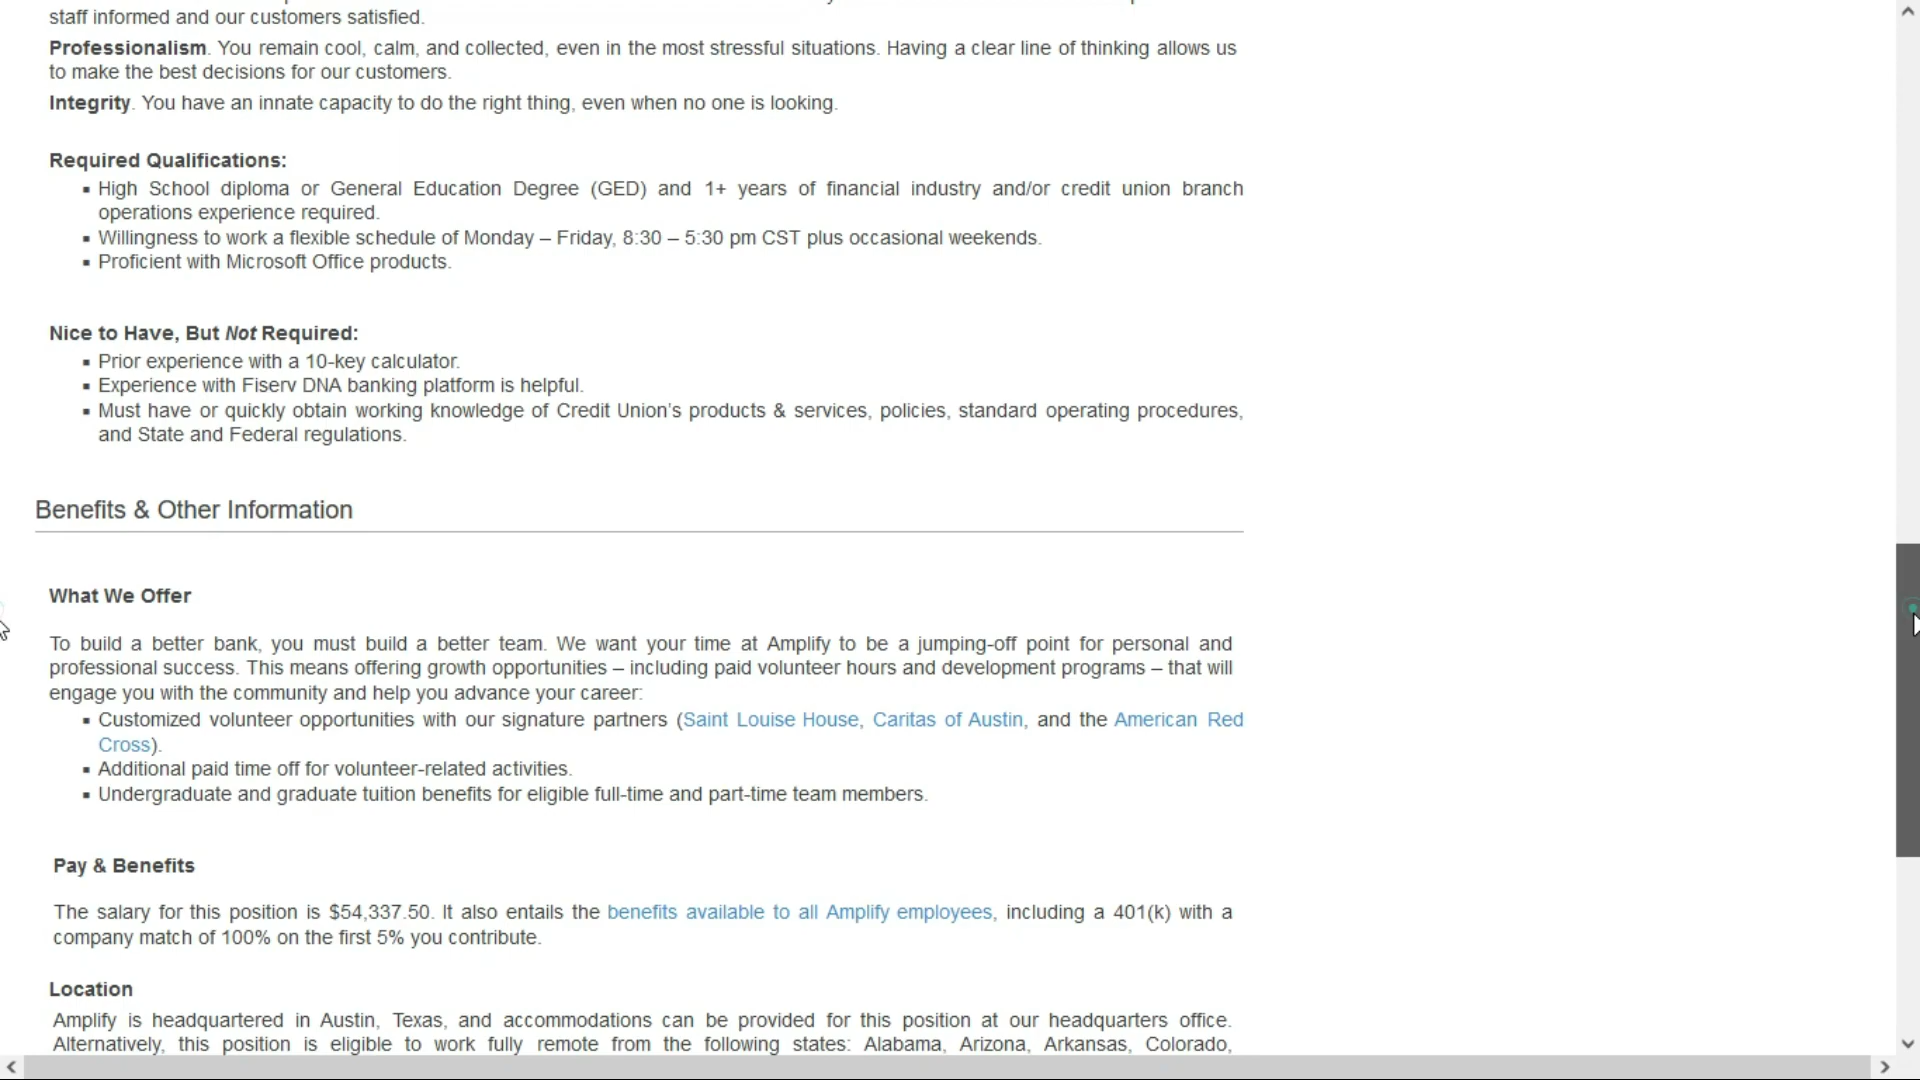 staff informed and our customers satisfied.
Professionalism. You remain cool, calm, and collected, even in the most stressful situations. Having a clear line of thinking allows us
to make the best decisions for our customers.
Integrity. You have an innate capacity to do the right thing, even when no one is looking.
Required Qualifications:
▪ High School diploma or General Education Degree (GED) and 1+ years of financial industry and/or credit union branch
operations experience required.
▪ Willingness to work a flexible schedule of Monday – Friday, 8:30 – 5:30 pm CST plus occasional weekends.
▪ Proficient with Microsoft Office products.
Nice to Have, But Not Required:
▪ Prior experience with a 10-key calculator.
▪ Experience with Fiserv DNA banking platform is helpful.
▪ Must have or quickly obtain working knowledge of Credit Union's products & services, policies, standard operating procedures,
and State and Federal regulations.
Benefits & Other Information
What We Offer
To build a better bank, you must build a better team. We want your time at Amplify to be a jumping-off point for personal and
professional success. This means offering growth opportunities – including paid volunteer hours and development programs – that will
engage you with the community and help you advance your career:
▪ Customized volunteer opportunities with our signature partners (Saint Louise House, Caritas of Austin, and the American Red
Cross).
▪ Additional paid time off for volunteer-related activities.
▪ Undergraduate and graduate tuition benefits for eligible full-time and part-time team members.
Pay & Benefits
The salary for this position is $54,337.50. It also entails the benefits available to all Amplify employees, including a 401(k) with a
company match of 100% on the first 5% you contribute.
Location
Amplify is headquartered in Austin, Texas, and accommodations can be provided for this position at our headquarters office.
Alternatively, this position is eligible to work fully remote from the following states: Alabama, Arizona, Arkansas, Colorado,